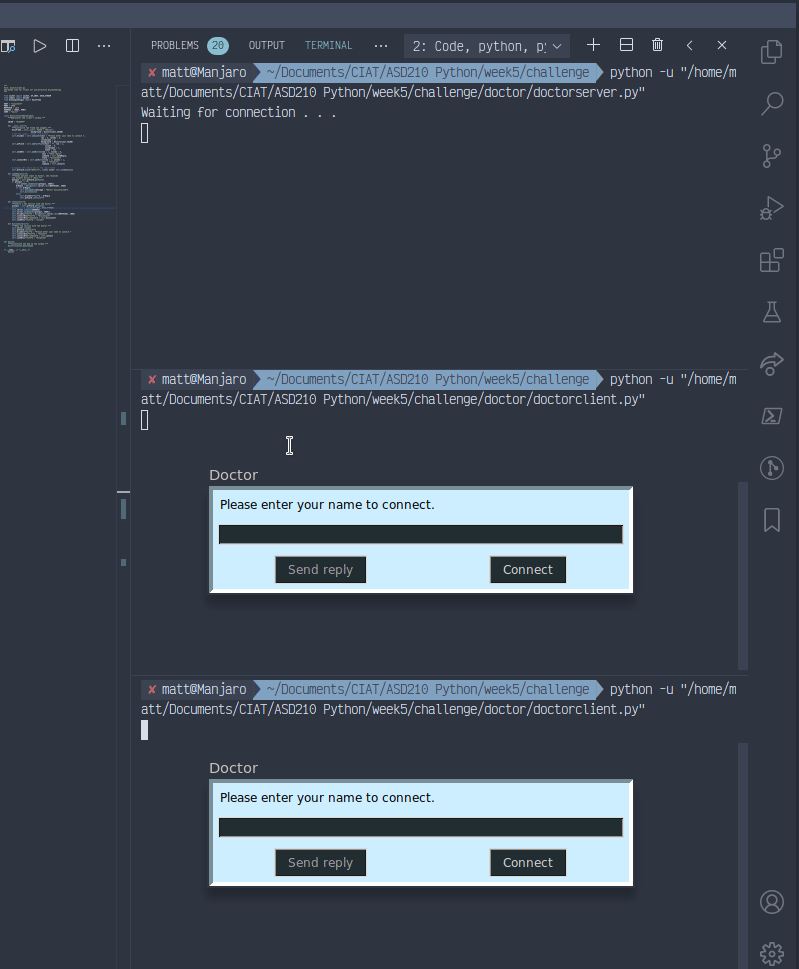 PROBLEMS 20 OUTPUT TERMINAL ··· 2: Code, python, p
✘ matt@Manjaro ~/Documents/CIAT/ASD210 Python/week5/challenge python -u "/home/m
att/Documents/CIAT/ASD210 Python/week5/challenge/doctorserver.py"
Waiting for connection . . .
✘ matt@Manjaro ~/Documents/CIAT/ASD210 Python/week5/challenge python -u "/home/m
att/Documents/CIAT/ASD210 Python/week5/challenge/doctor/doctorclient.py"
Doctor
Please enter your name to connect.
Send reply Connect
✘ matt@Manjaro ~/Documents/CIAT/ASD210 Python/week5/challenge python -u "/home/m
att/Documents/CIAT/ASD210 Python/week5/challenge/doctor/doctorclient.py"
Doctor
Please enter your name to connect.
Send reply Connect